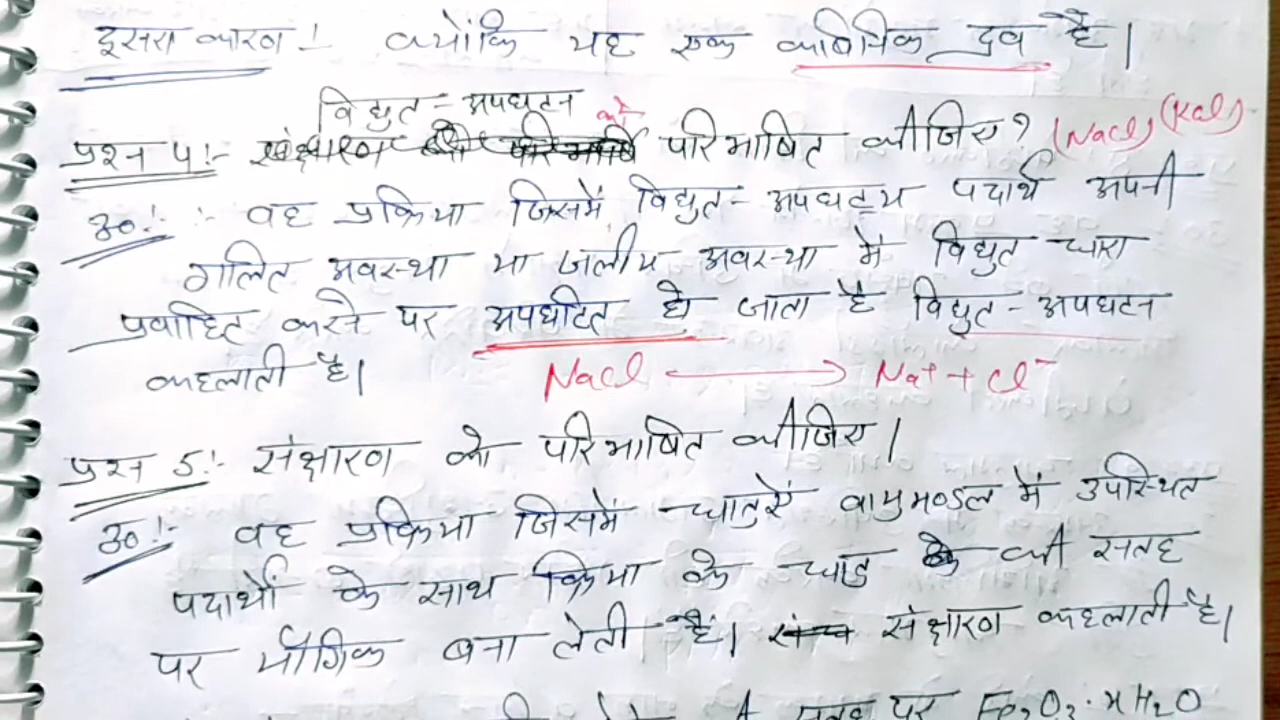 दूसरा कारण :- क्योंकि यह एक कार्बनिक द्रव है।
विद्युत - अपघटन को
प्रश्न 4:- परिभाषित कीजिए? (NaCl) (KCl)
उ०:- वह प्रक्रिया जिसमें विद्युत - अपघट्य पदार्थ अपनी
गलित अवस्था या जलीय अवस्था में विद्युत धारा
प्रवाहित करने पर अपघटित हो जाता है विद्युत - अपघटन
कहलाती है। NaCl ⟶ Na⁺ + Cl⁻
प्रश्न 5:- संक्षारण को परिभाषित कीजिए।
उ०:- वह प्रक्रिया जिसमें धातुएँ वायुमण्डल में उपस्थित
पदार्थों के साथ क्रिया के की सतह
पर यौगिक बना लेती हैं। संक्षारण कहलाती है।
सतह पर Fe₂O₃·xH₂O